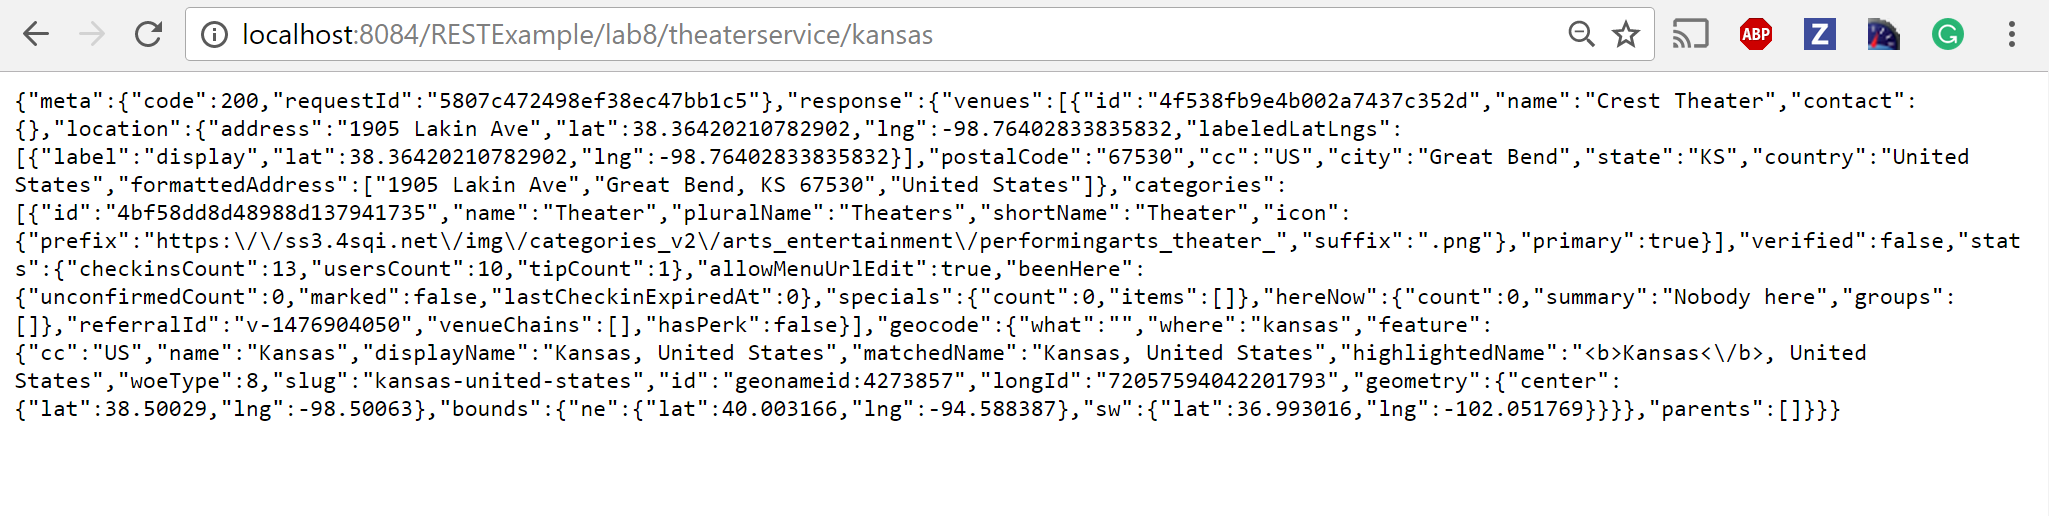 localhost:8084/RESTExample/lab8/theaterservice/kansas
ABP
Z
G
{"meta":{"code":200,"requestId":"5807c472498ef38ec47bb1c5"},"response":{"venues":[{"id":"4f538fb9e4b002a7437c352d","name":"Crest Theater","contact":
{},"location":{"address":"1905 Lakin Ave","lat":38.36420210782902,"lng":-98.76402833835832,"labeledLatLngs":
[{"label":"display","lat":38.36420210782902,"lng":-98.76402833835832}],"postalCode":"67530","cc":"US","city":"Great Bend","state":"KS","country":"United
States","formattedAddress":["1905 Lakin Ave","Great Bend, KS 67530","United States"]},"categories":
[{"id":"4bf58dd8d48988d137941735","name":"Theater","pluralName":"Theaters","shortName":"Theater","icon":
{"prefix":"https:\/\/ss3.4sqi.net\/img\/categories_v2\/arts_entertainment\/performingarts_theater_","suffix":".png"},"primary":true}],"verified":false,"stat
s":{"checkinsCount":13,"usersCount":10,"tipCount":1},"allowMenuUrlEdit":true,"beenHere":
{"unconfirmedCount":0,"marked":false,"lastCheckinExpiredAt":0},"specials":{"count":0,"items":[]},"hereNow":{"count":0,"summary":"Nobody here","groups":
[]},"referralId":"v-1476904050","venueChains":[],"hasPerk":false}],"geocode":{"what":"","where":"kansas","feature":
{"cc":"US","name":"Kansas","displayName":"Kansas, United States","matchedName":"Kansas, United States","highlightedName":"<b>Kansas<\/b>, United
States","woeType":8,"slug":"kansas-united-states","id":"geonameid:4273857","longId":"72057594042201793","geometry":{"center":
{"lat":38.50029,"lng":-98.50063},"bounds":{"ne":{"lat":40.003166,"lng":-94.588387},"sw":{"lat":36.993016,"lng":-102.051769}}}},"parents":[]}}}